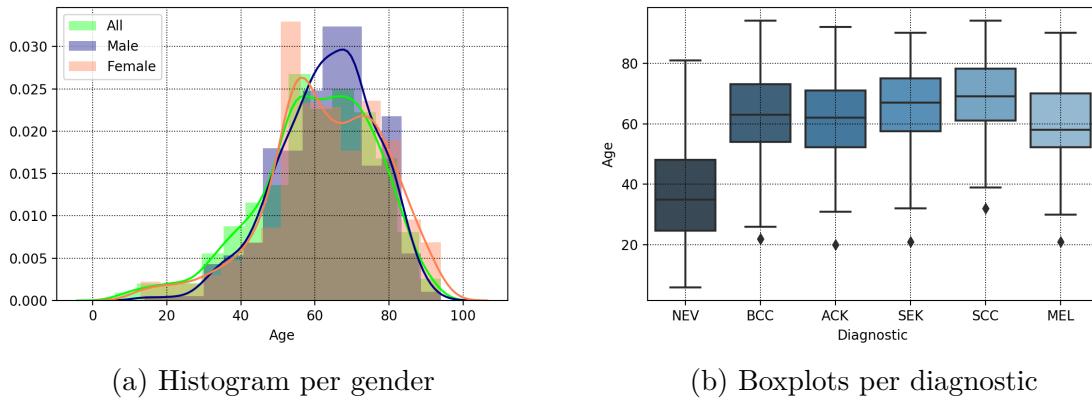 All
Male
Female
0.030
0.025
0.020
0.015
0.010
0.005
0.000
0 20 40 60 80 100
Age
(a) Histogram per gender
Age
80
60
40
20
NEV BCC ACK SEK SCC MEL
Diagnostic
(b) Boxplots per diagnostic